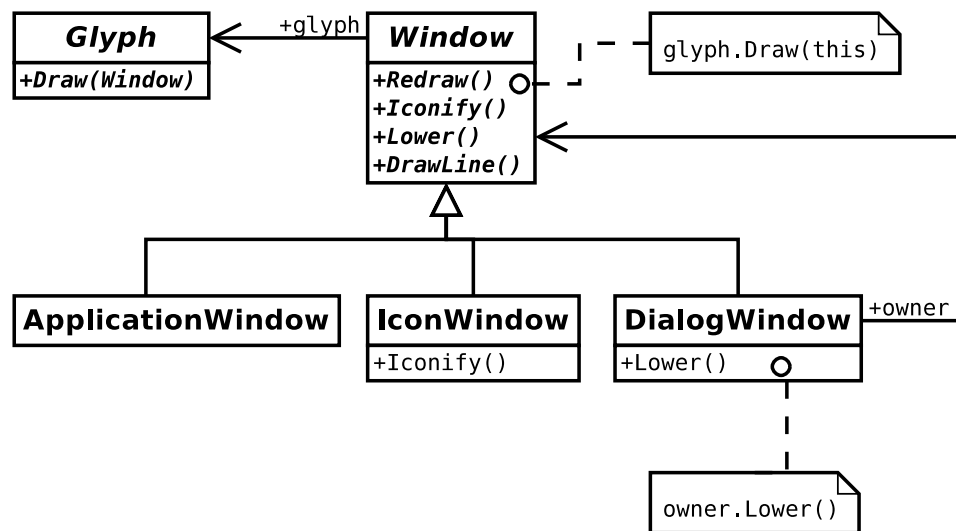 Glyph
+Draw(Window)
+glyph
Window
+Redraw()
+Iconify()
+Lower()
+DrawLine()
glyph.Draw(this)
ApplicationWindow
IconWindow
+Iconify()
DialogWindow
+Lower()
+owner
owner.Lower()